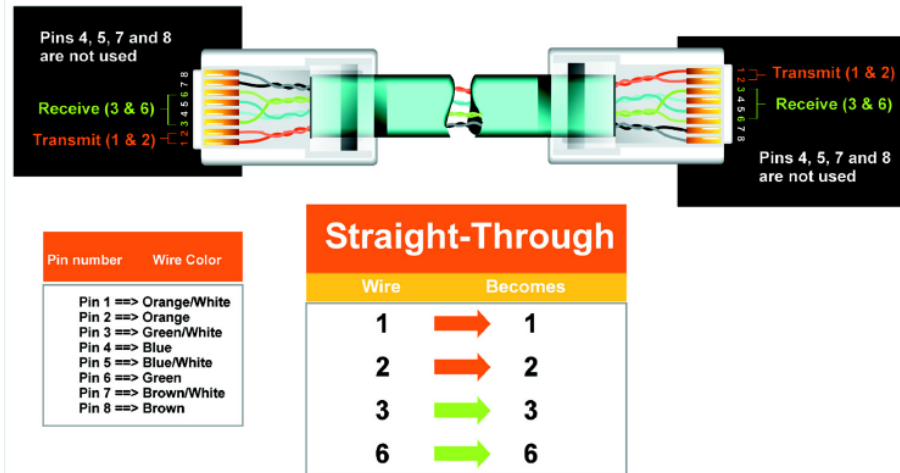 Pins 4, 5, 7 and 8
are not used
8
7
6
5
4
3
2
1
Receive (3 & 6)
Transmit (1 & 2)
1
2
3
4
5
6
7
8
Transmit (1 & 2)
Receive (3 & 6)
Pins 4, 5, 7 and 8
are not used
Pin number Wire Color
Pin 1 ==> Orange/White
Pin 2 ==> Orange
Pin 3 ==> Green/White
Pin 4 ==> Blue
Pin 5 ==> Blue/White
Pin 6 ==> Green
Pin 7 ==> Brown/White
Pin 8 ==> Brown
Straight-Through
Wire Becomes
1 1
2 2
3 3
6 6